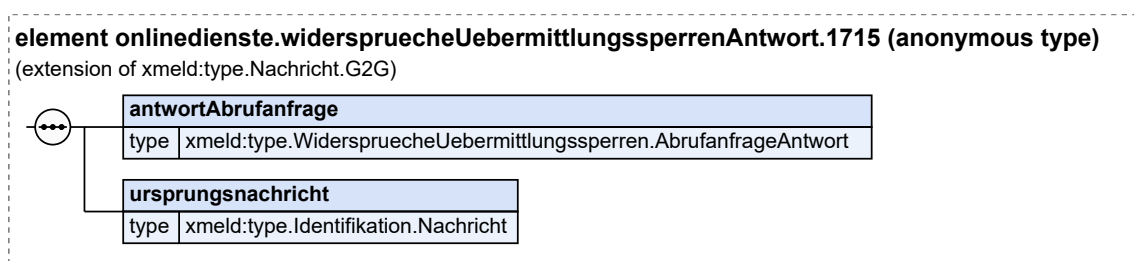 element onlinedienste.widerspruecheUebermittlungssperrenAntwort.1715 (anonymous type)
(extension of xmeld:type.Nachricht.G2G)
antwortAbrufanfrage
type xmeld:type.WiderspruecheUebermittlungssperren.AbrufanfrageAntwort
ursprungsnachricht
type xmeld:type.Identifikation.Nachricht